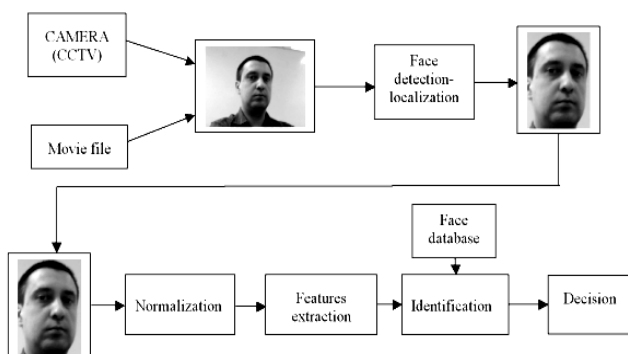 CAMERA
(CCTV)
Face
detection-
localization
Movie file
Face
database
Normalization
Features
extraction
Identification
Decision